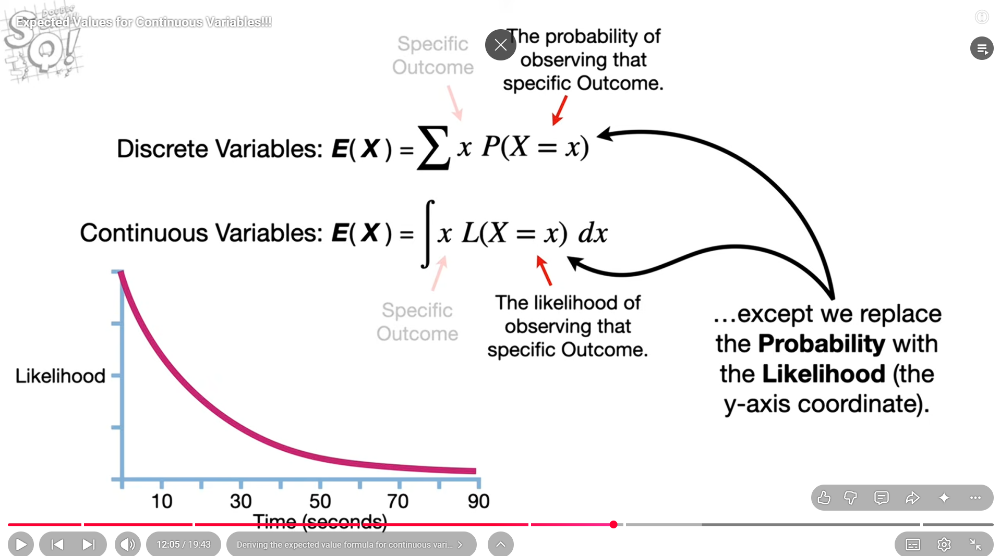 Expected Values for Continuous Variables!!!
DOUBLE
SQ!
Specific
Outcome
The probability of
observing that
specific Outcome.
Discrete Variables: E( X ) = ∑ x P(X = x)
Continuous Variables: E( X ) = ∫ x L(X = x) dx
Specific
Outcome
The likelihood of
observing that
specific Outcome.
...except we replace
the Probability with
the Likelihood (the
y-axis coordinate).
Likelihood
10 30 50 70 90
Time (seconds)
12:05 / 19:43
Deriving the expected value formula for continuous vari...